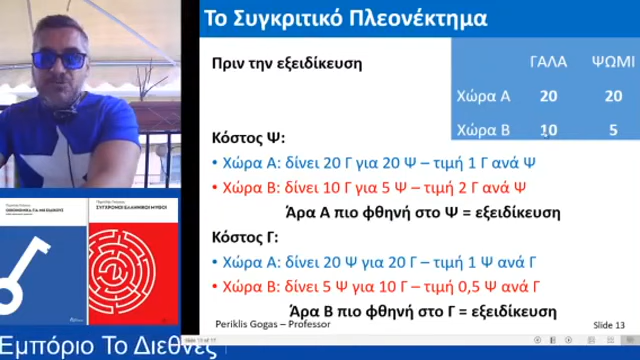 Το Συγκριτικό Πλεονέκτημα
Πριν την εξειδίκευση
ΓΑΛΑ ΨΩΜΙ
Χώρα Α 20 20
Χώρα Β 10 5
Κόστος Ψ:
• Χώρα Α: δίνει 20 Γ για 20 Ψ – τιμή 1 Γ ανά Ψ
• Χώρα Β: δίνει 10 Γ για 5 Ψ – τιμή 2 Γ ανά Ψ
Άρα Α πιο φθηνή στο Ψ = εξειδίκευση
Κόστος Γ:
• Χώρα Α: δίνει 20 Ψ για 20 Γ – τιμή 1 Ψ ανά Γ
• Χώρα Β: δίνει 5 Ψ για 10 Γ – τιμή 0,5 Ψ ανά Γ
Άρα Β πιο φθηνή στο Γ = εξειδίκευση
Periklis Gogas – Professor
Slide 13
ΣΥΓΧΡΟΝΟΙ ΕΛΛΗΝΙΚΟΙ ΜΥΘΟΙ
Εμπόριο Το Διεθνές